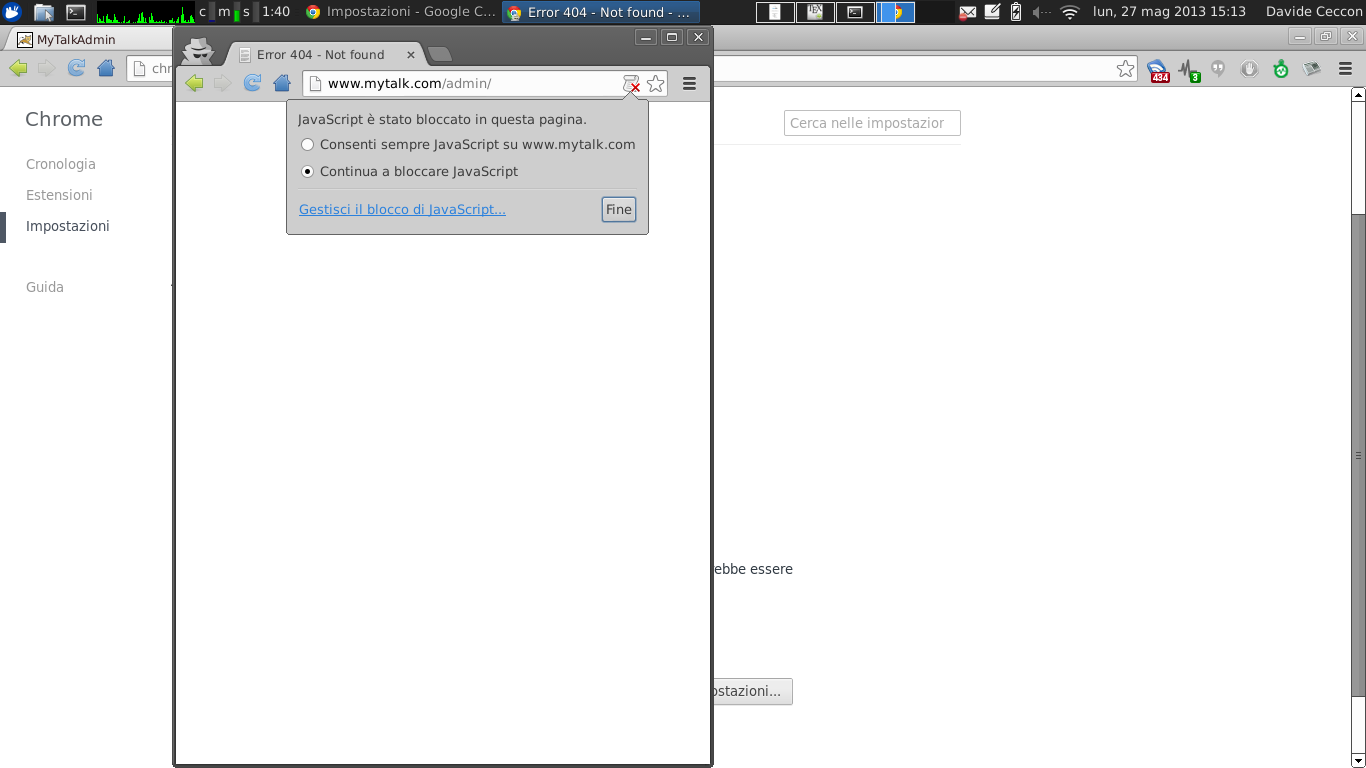 c m s 1:40 Impostazioni - Google C... Error 404 - Not found - ... lun, 27 mag 2013 15:13 Davide Ceccon
MyTalkAdmin
chr
434
3
Error 404 - Not found
www.mytalk.com/admin/
JavaScript è stato bloccato in questa pagina.
Consenti sempre JavaScript su www.mytalk.com
Continua a bloccare JavaScript
Gestisci il blocco di JavaScript...
Fine
Chrome
Cronologia
Estensioni
Impostazioni
Guida
Cerca nelle impostazior
ebbe essere
ostazioni...